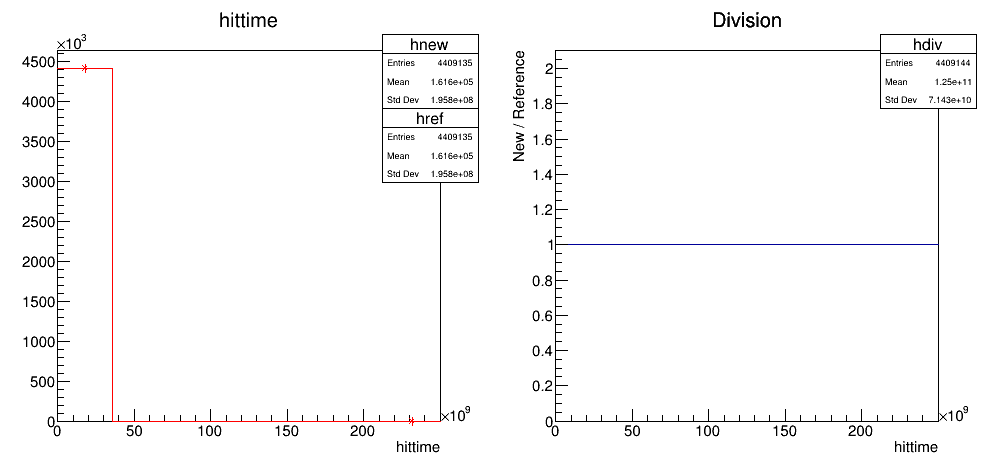 hittime
×10³
hnew
Entries 4409135
Mean 1.616e+05
Std Dev 1.958e+08
href
Entries 4409135
Mean 1.616e+05
Std Dev 1.958e+08
4500
4000
3500
3000
2500
2000
1500
1000
500
0
0 50 100 150 200
×10⁹
hittime
Division
hdiv
Entries 4409144
Mean 1.25e+11
Std Dev 7.143e+10
New / Reference
2
1.8
1.6
1.4
1.2
1
0.8
0.6
0.4
0.2
0
0 50 100 150 200
×10⁹
hittime